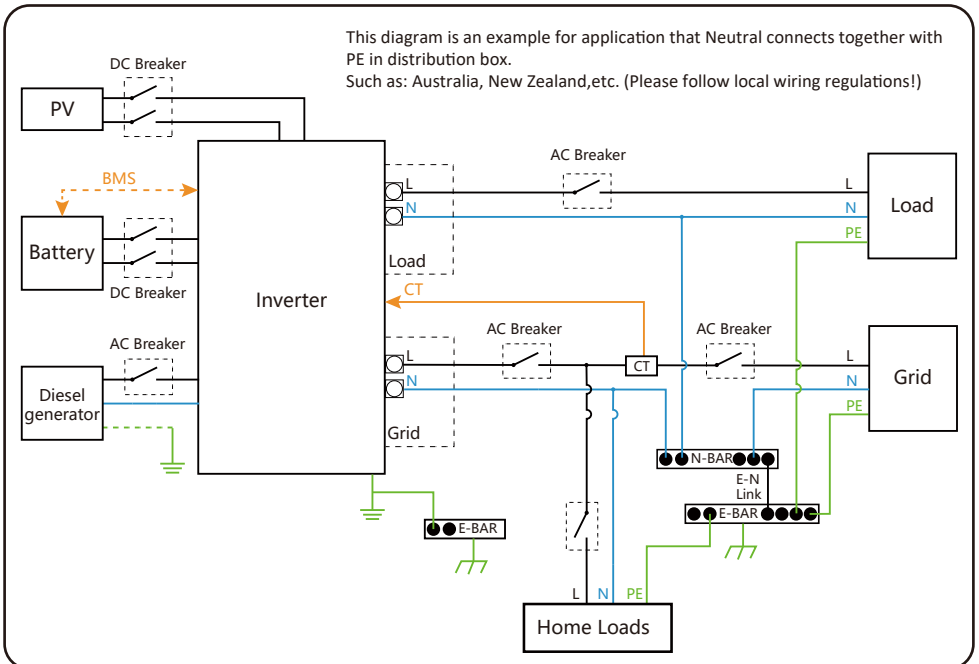 This diagram is an example for application that Neutral connects together with
PE in distribution box.
Such as: Australia, New Zealand,etc. (Please follow local wiring regulations!)
DC Breaker
PV
AC Breaker
BMS
L
N
L
N
PE
Load
Battery
Load
DC Breaker
Inverter
CT
AC Breaker
AC Breaker
AC Breaker
L
N
CT
L
N
PE
Grid
Diesel
generator
Grid
N-BAR
E-N
Link
E-BAR
E-BAR
L
N
PE
Home Loads